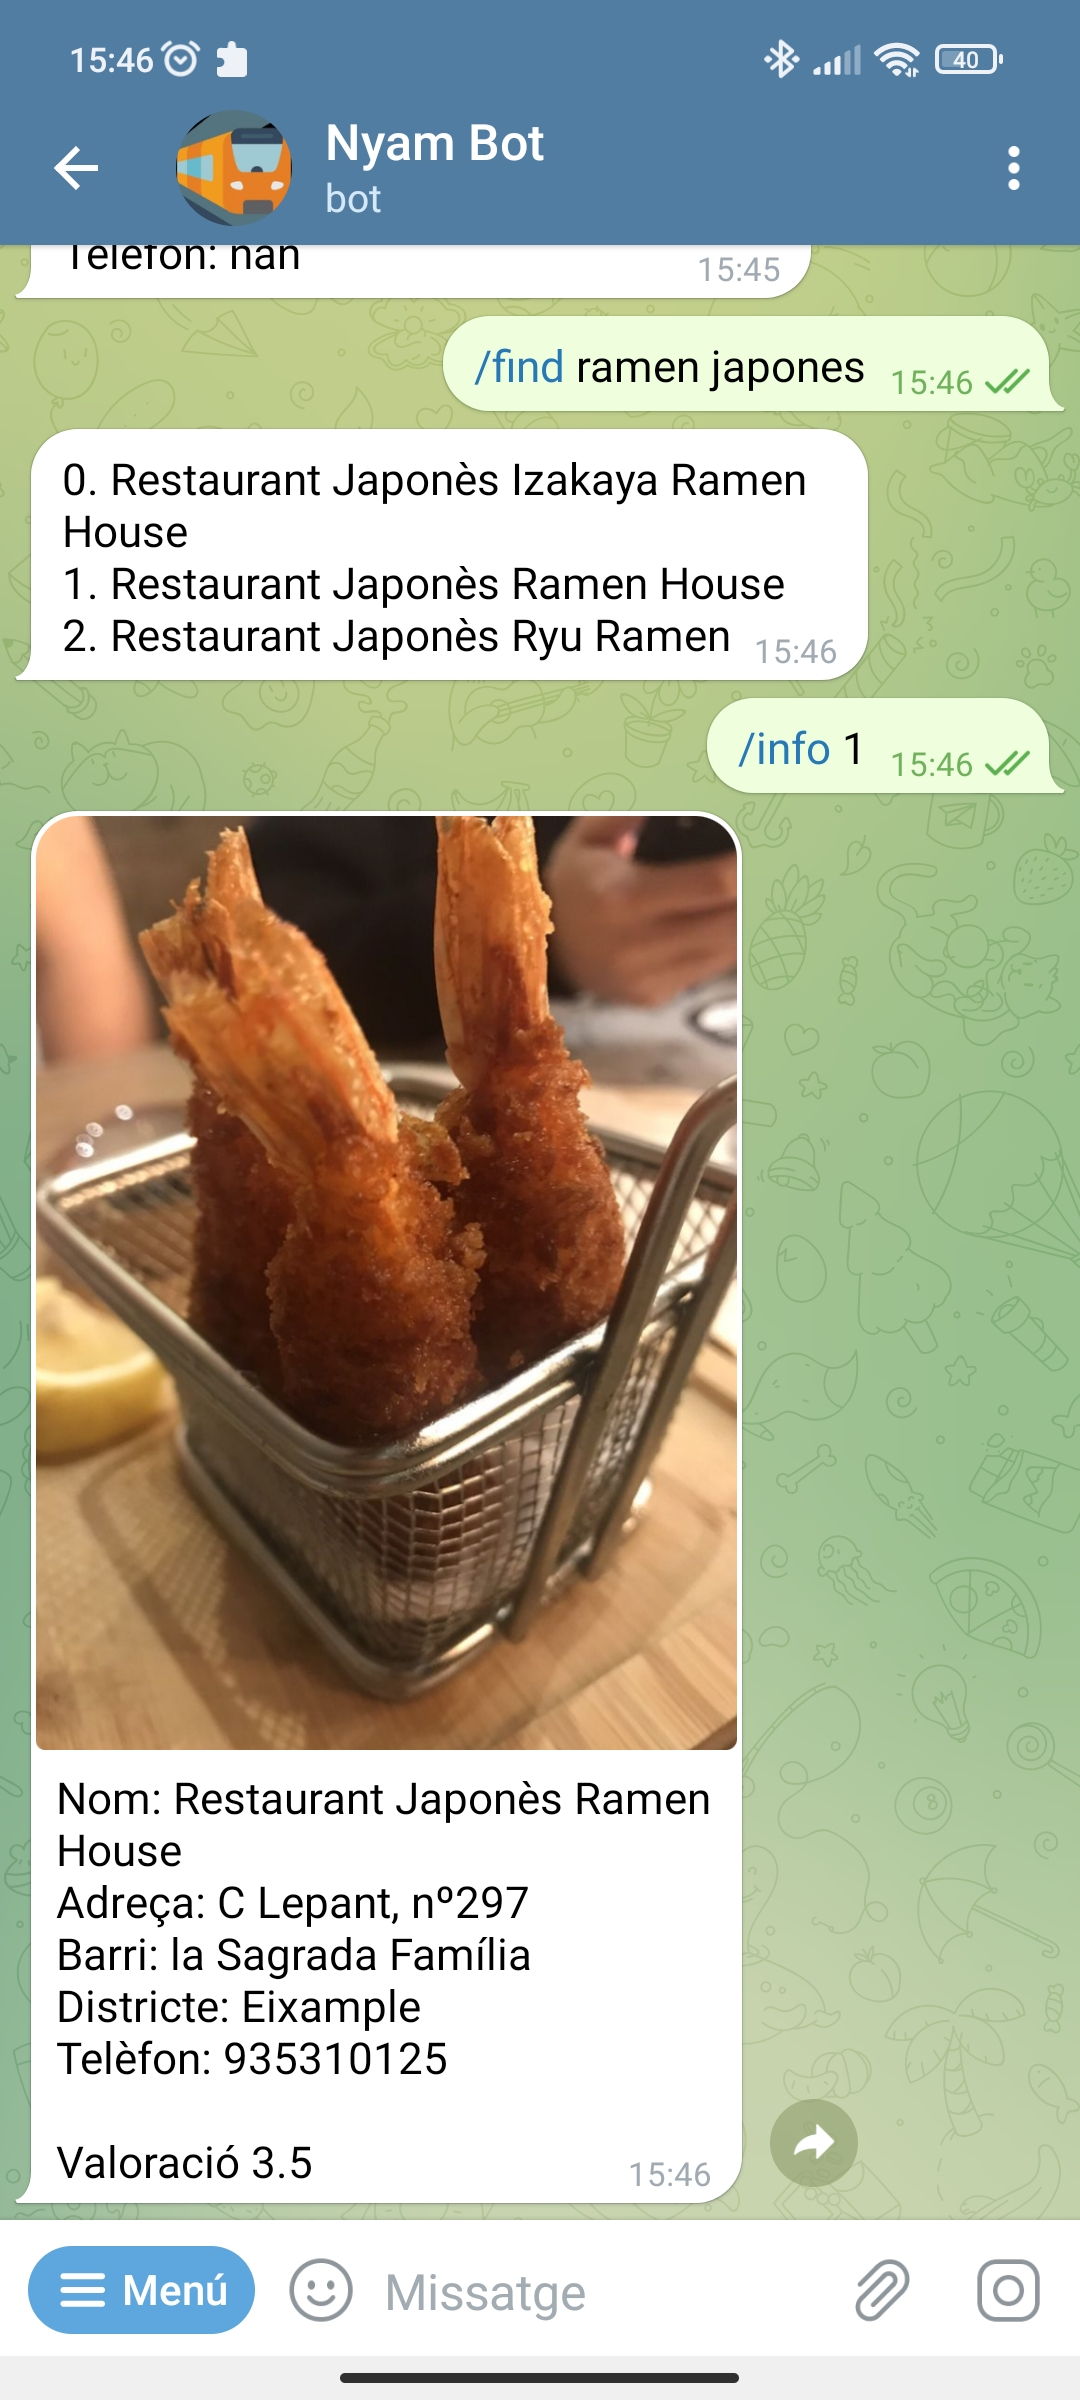 15:46
40
Nyam Bot
bot
Telèfon: nan
15:45
/find ramen japones 15:46
0. Restaurant Japonès Izakaya Ramen
House
1. Restaurant Japonès Ramen House
2. Restaurant Japonès Ryu Ramen 15:46
/info 1 15:46
Nom: Restaurant Japonès Ramen
House
Adreça: C Lepant, nº297
Barri: la Sagrada Família
Districte: Eixample
Telèfon: 935310125
Valoració 3.5
15:46
Menú
Missatge